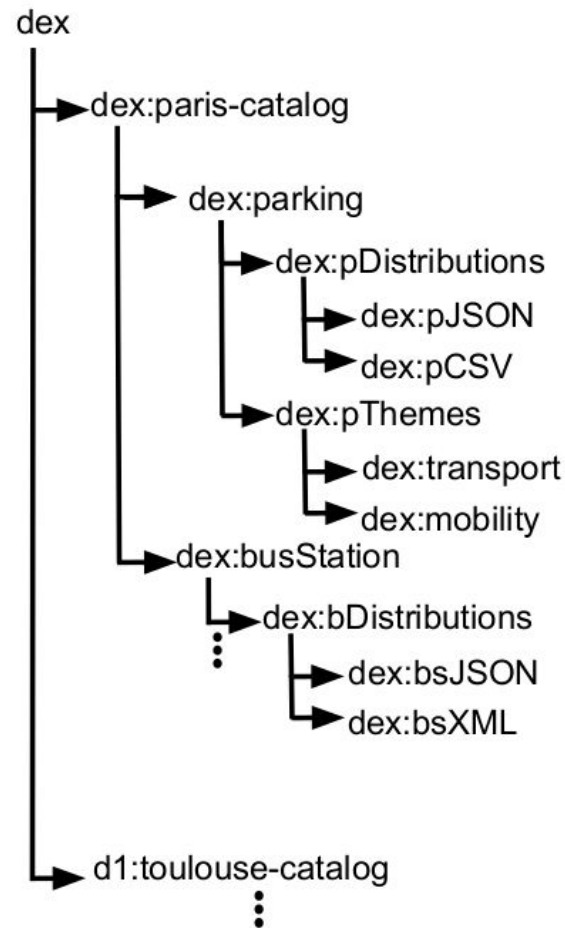 dex
dex:paris-catalog
dex:parking
dex:pDistributions
dex:pJSON
dex:pCSV
dex:pThemes
dex:transport
dex:mobility
dex:busStation
dex:bDistributions
dex:bsJSON
dex:bsXML
d1:toulouse-catalog